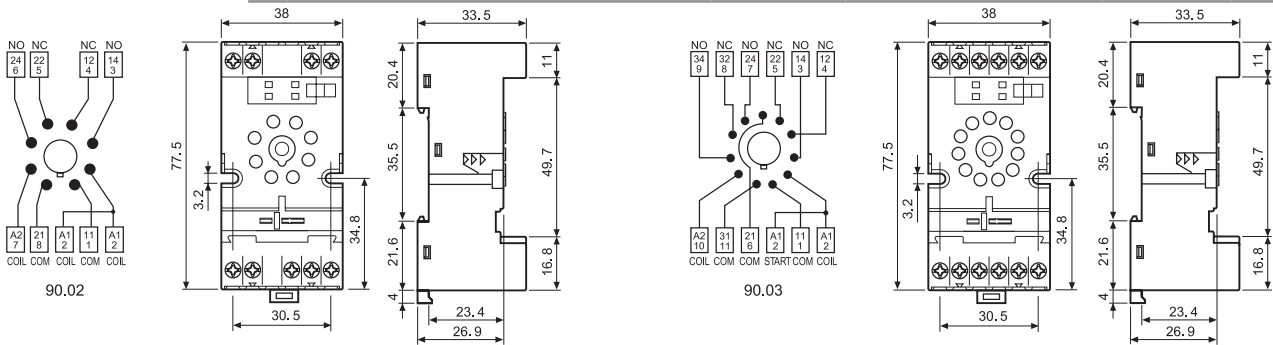 38
33.5
38
33.5
NO NC NC NO
24 22 12 14
6 5 4 3
20.4
11
77.5
35.5
49.7
3.2
34.8
21.6
16.8
4
A2 21 A1 11 A1
7 8 2 1 2
COIL COM COIL COM COIL
90.02
30.5
23.4
26.9
NO NC NO NC NO NC
34 32 24 22 14 12
9 8 7 5 3 4
20.4
11
77.5
35.5
49.7
3.2
34.8
21.6
16.8
4
A2 31 21 A1 11 A1
10 11 6 2 1 2
COIL COM COM START COM COIL
90.03
30.5
23.4
26.9